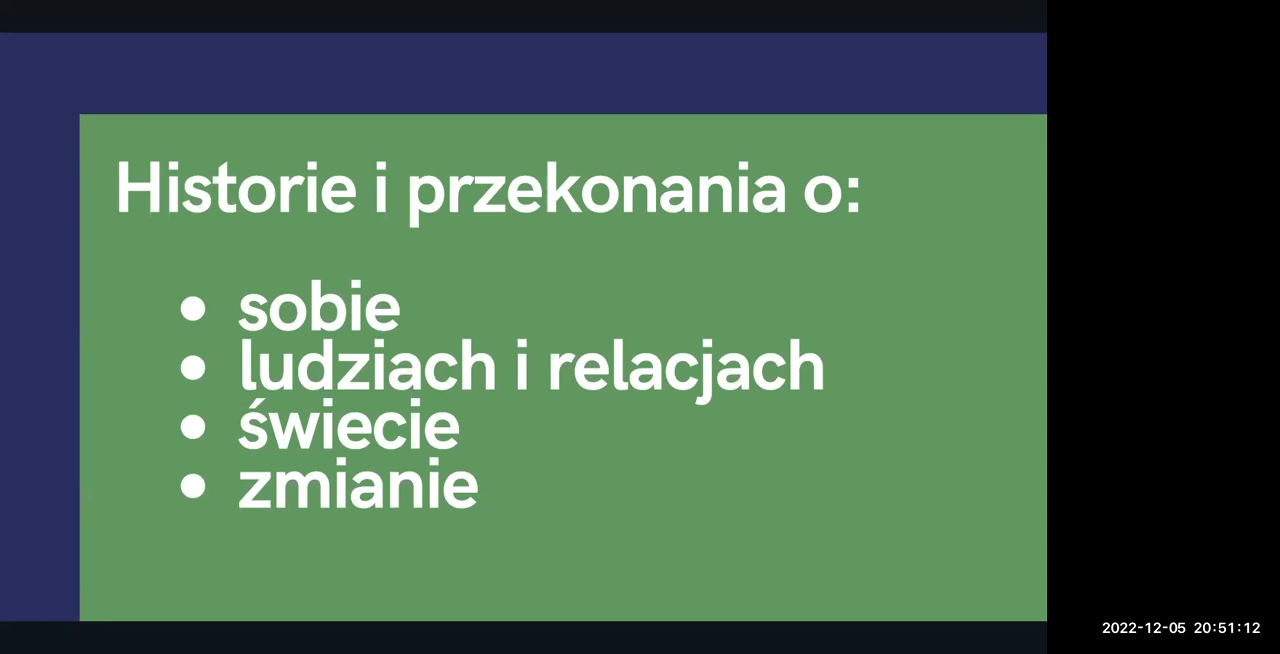 Historie i przekonania o:
● sobie
● ludziach i relacjach
● świecie
● zmianie
2022-12-05 20:51:12